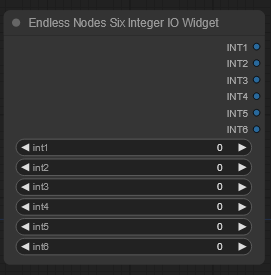 Endless Nodes Six Integer IO Widget
INT1
INT2
INT3
INT4
INT5
INT6
int1 0
int2 0
int3 0
int4 0
int5 0
int6 0